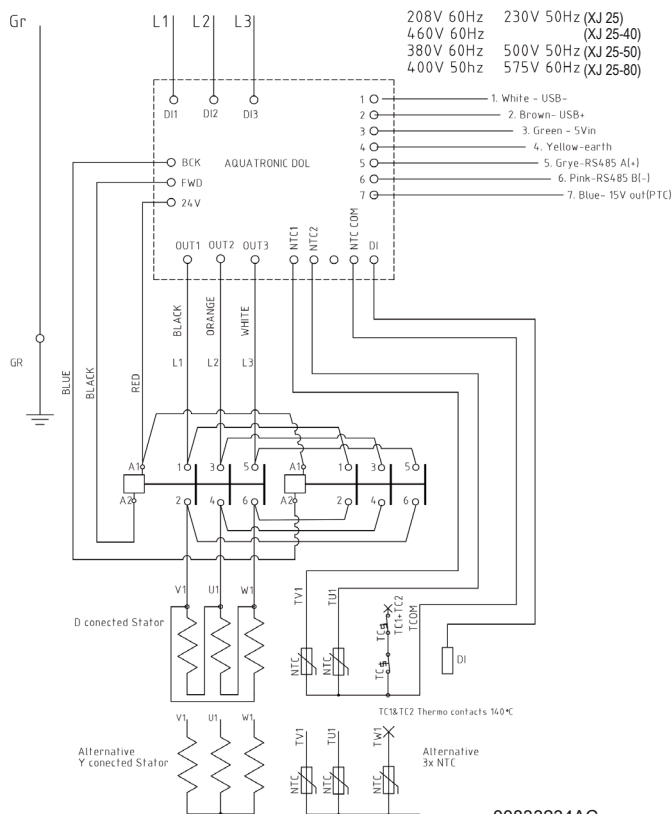 Gr
L1 L2 L3
208V 60Hz 230V 50Hz (XJ 25)
460V 60Hz (XJ 25-40)
380V 60Hz 500V 50Hz (XJ 25-50)
400V 50hz 575V 60Hz (XJ 25-80)
DI1 DI2 DI3
AQUATRONIC DOL
BCK
FWD
24V
1 1. White - USB-
2 2. Brown- USB+
3 3. Green - 5Vin
4 4. Yellow-earth
5 5. Grye-RS485 A(+)
6 6. Pink-RS485 B(-)
7 7. Blue- 15V out(PTC)
OUT1 OUT2 OUT3 NTC1 NTC2 NTC COM DI
BLACK ORANGE WHITE
GR
L1 L2 L3
BLUE BLACK RED
A1 1 3 5 A1 1 3 5
A2 2 4 6 A2 2 4 6
V1 U1 W1 TV1 TU1 TC1+TC2 TCOM
D conected Stator
NTC NTC TC TC
DI
TC1&TC2 Thermo contacts 140°C
V1 U1 W1 TV1 TU1 TW1
Alternative
Y conected Stator
Alternative
3x NTC
NTC NTC NTC